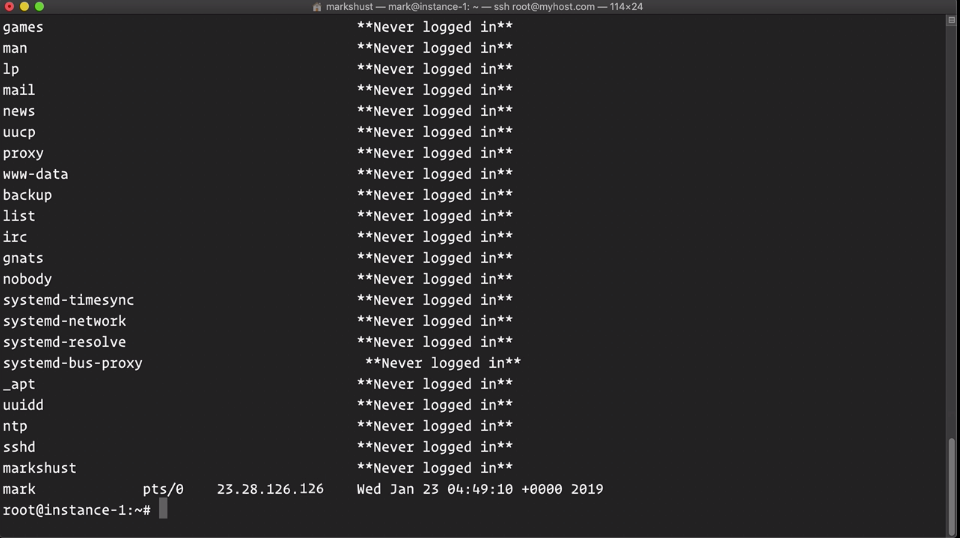 markshust — mark@instance-1: ~ — ssh root@myhost.com — 114×24
games                                      **Never logged in**
man                                        **Never logged in**
lp                                         **Never logged in**
mail                                       **Never logged in**
news                                       **Never logged in**
uucp                                       **Never logged in**
proxy                                      **Never logged in**
www-data                                   **Never logged in**
backup                                     **Never logged in**
list                                       **Never logged in**
irc                                        **Never logged in**
gnats                                      **Never logged in**
nobody                                     **Never logged in**
systemd-timesync                           **Never logged in**
systemd-network                            **Never logged in**
systemd-resolve                            **Never logged in**
systemd-bus-proxy                           **Never logged in**
_apt                                       **Never logged in**
uuidd                                      **Never logged in**
ntp                                        **Never logged in**
sshd                                       **Never logged in**
markshust                                  **Never logged in**
mark             pts/0    23.28.126.126    Wed Jan 23 04:49:10 +0000 2019
root@instance-1:~#